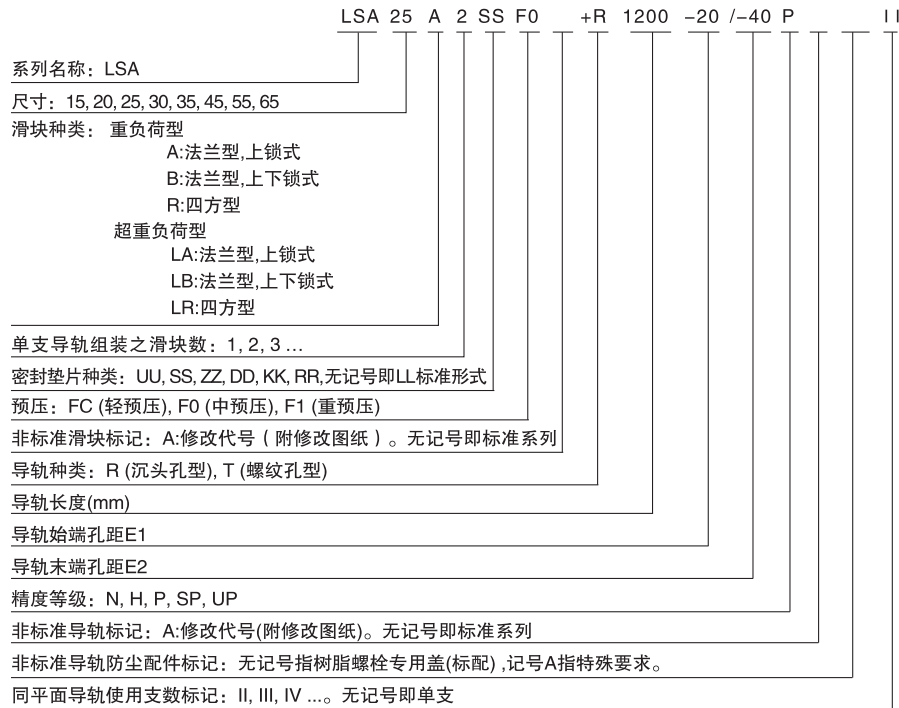 LSA 25 A 2 SS F0 +R 1200 -20 /-40 P II
系列名称：LSA
尺寸：15, 20, 25, 30, 35, 45, 55, 65
滑块种类： 重负荷型
A:法兰型,上锁式
B:法兰型,上下锁式
R:四方型
超重负荷型
LA:法兰型,上锁式
LB:法兰型,上下锁式
LR:四方型
单支导轨组装之滑块数：1, 2, 3 ...
密封垫片种类：UU, SS, ZZ, DD, KK, RR,无记号即LL标准形式
预压：FC (轻预压), F0 (中预压), F1 (重预压)
非标准滑块标记：A:修改代号（附修改图纸）。无记号即标准系列
导轨种类：R (沉头孔型), T (螺纹孔型)
导轨长度(mm)
导轨始端孔距E1
导轨末端孔距E2
精度等级：N, H, P, SP, UP
非标准导轨标记：A:修改代号(附修改图纸)。无记号即标准系列
非标准导轨防尘配件标记：无记号指树脂螺栓专用盖(标配) ,记号A指特殊要求。
同平面导轨使用支数标记：II, III, IV ...。无记号即单支